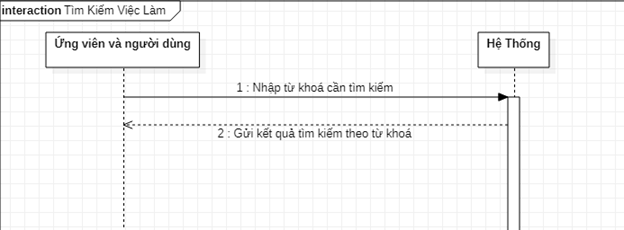 interaction Tìm Kiếm Việc Làm
Ứng viên và người dùng
Hệ Thống
1 : Nhập từ khoá cần tìm kiếm
2 : Gửi kết quả tìm kiếm theo từ khoá